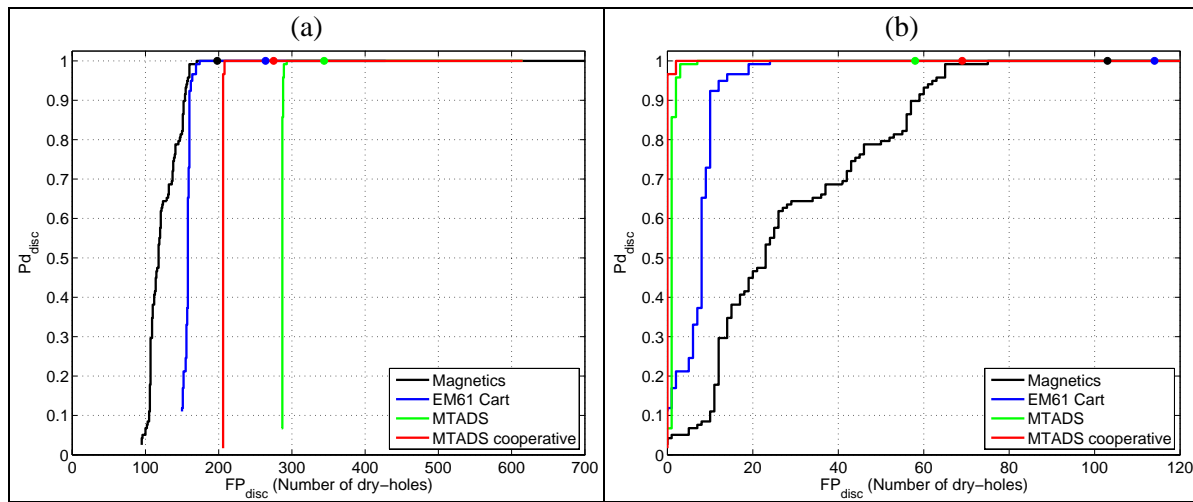 (a)
1
0.9
0.8
0.7
0.6
0.5
0.4
0.3
0.2
0.1
0
Pd_disc
0 100 200 300 400 500 600 700
FP_disc (Number of dry-holes)
Magnetics
EM61 Cart
MTADS
MTADS cooperative
(b)
1
0.9
0.8
0.7
0.6
0.5
0.4
0.3
0.2
0.1
0
Pd_disc
0 20 40 60 80 100 120
FP_disc (Number of dry-holes)
Magnetics
EM61 Cart
MTADS
MTADS cooperative